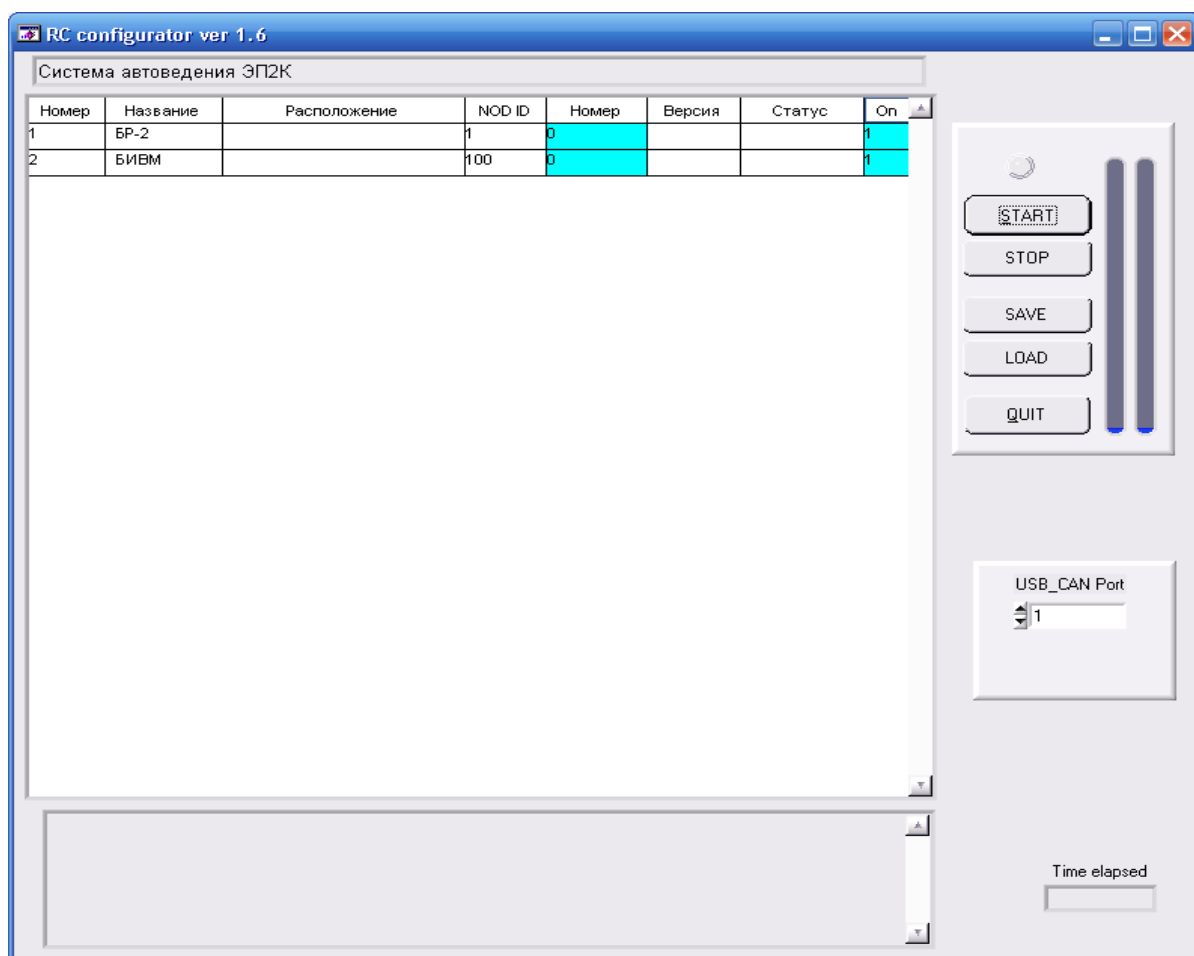 RC configurator ver 1.6
Система автоведения ЭП2К
Номер Название Расположение NOD ID Номер Версия Статус On
1 БР-2 1 0 1
2 БИВМ 100 0 1
START
STOP
SAVE
LOAD
QUIT
USB_CAN Port
1
Time elapsed